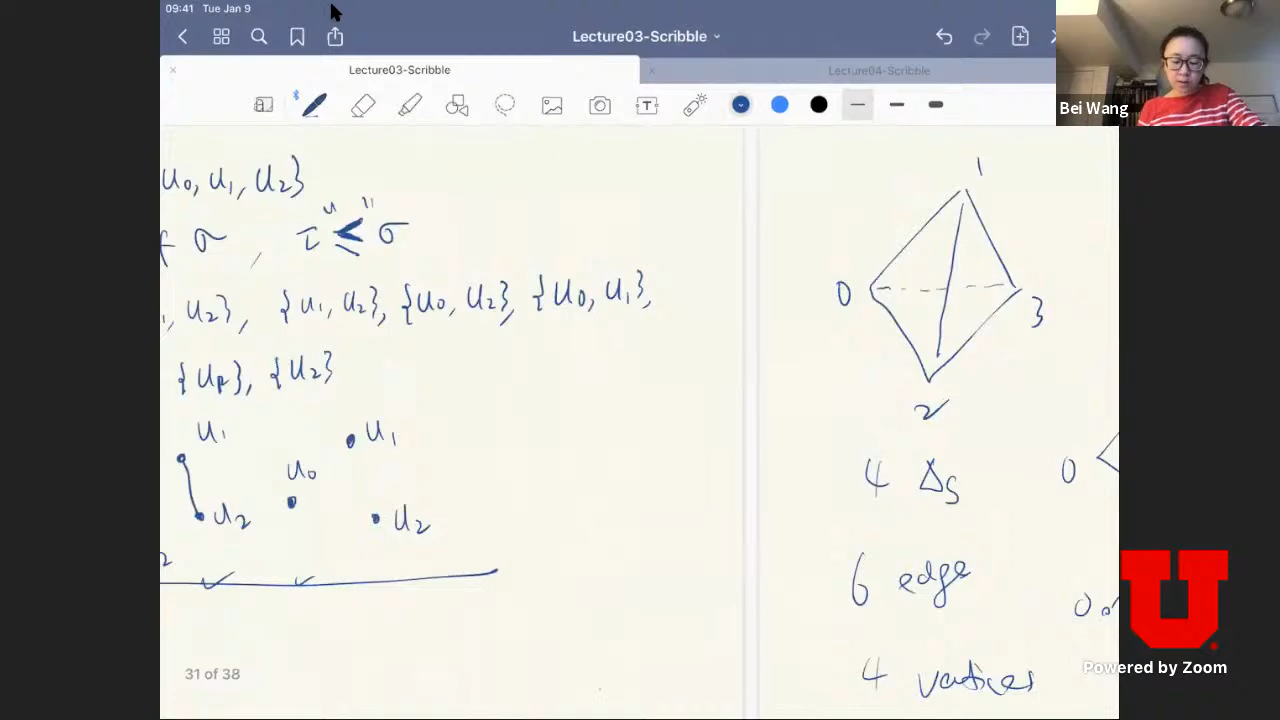 09:41 Tue Jan 9
Lecture03-Scribble
Lecture03-Scribble
Lecture04-Scribble
T
Bei Wang
u0, u1, u2}
σ, τ "≤" σ
u2}, {u1, u2}, {u0, u2}, {u0, u1},
{u2}
u1
u2
u0
u1
u2
31 of 38
1
0
3
2
4 Δs
6 edge
4 vertices
0
0
U
Powered by Zoom